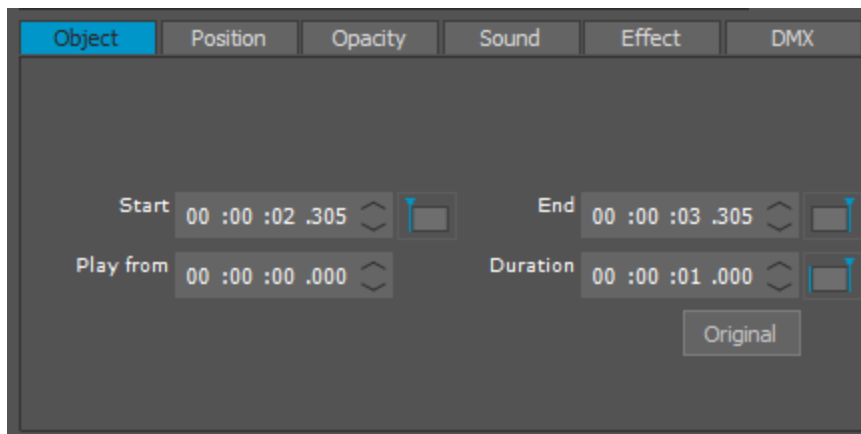 Object Position Opacity Sound Effect DMX
Start 00 :00 :02 .305 End 00 :00 :03 .305
Play from 00 :00 :00 .000 Duration 00 :00 :01 .000
Original